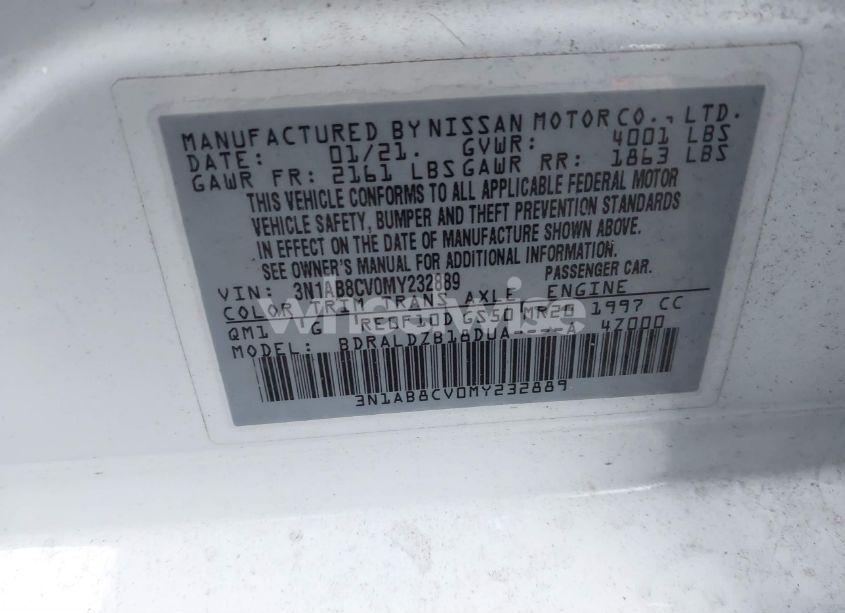 MANUFACTURED BY NISSAN MOTOR CO., LTD.
DATE: 01/21. GVWR: 4001 LBS
GAWR FR: 2161 LBS GAWR RR: 1863 LBS
THIS VEHICLE CONFORMS TO ALL APPLICABLE FEDERAL MOTOR
VEHICLE SAFETY, BUMPER AND THEFT PREVENTION STANDARDS
IN EFFECT ON THE DATE OF MANUFACTURE SHOWN ABOVE.
SEE OWNER'S MANUAL FOR ADDITIONAL INFORMATION.
VIN: 3N1AB8CV0MY232889 PASSENGER CAR.
COLOR TRIM TRANS AXLE ENGINE
QM1 G RE0F10D GS50 MR20 1997 CC
MODEL: BDRALDZB18DUA----A 47000
3N1AB8CV0MY232889